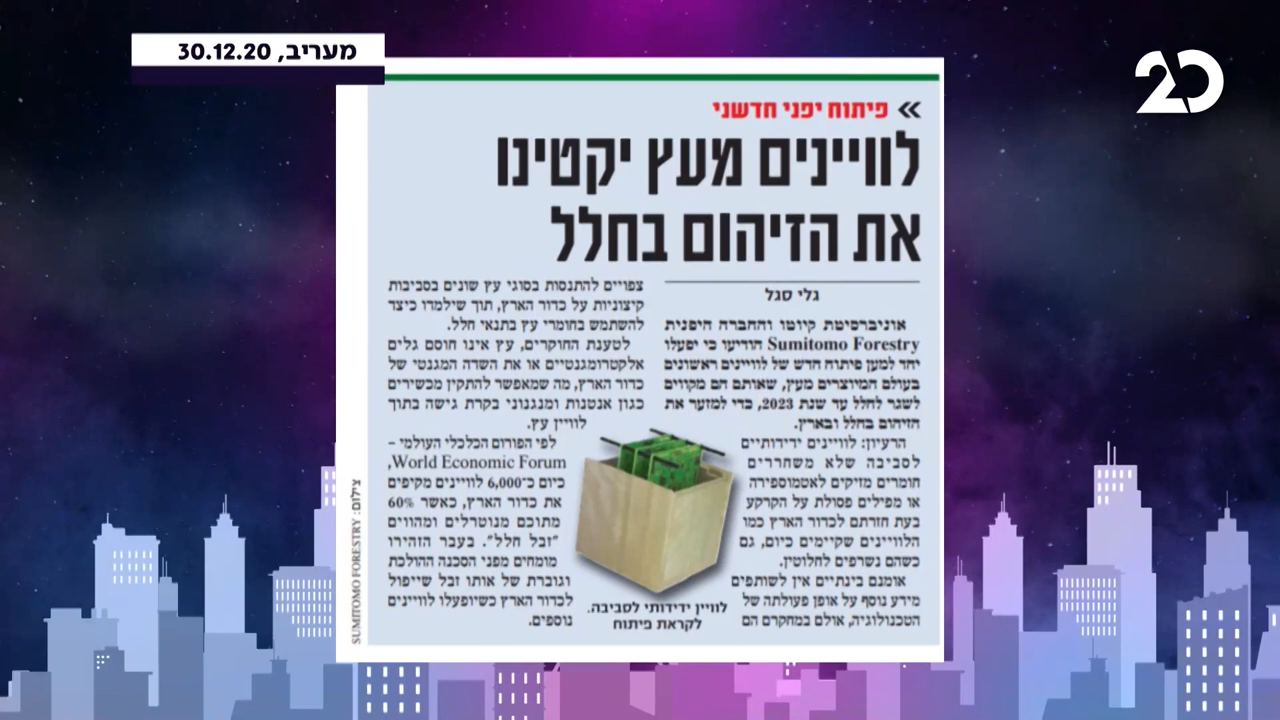 מעריב, 30.12.20
20
» פיתוח יפני חדשני
לוויינים מעץ יקטינו
את הזיהום בחלל
גלי סגל
אוניברסיטת קיוטו והחברה היפנית
Sumitomo Forestry הודיעו כי יפעלו
יחד למען פיתוח חדש של לוויינים ראשונים
בעולם המיוצרים מעץ, שאותם הם מקווים
לשגר לחלל עד שנת 2023, כדי למזער את
הזיהום בחלל ובארץ.
הרעיון: לוויינים ידידותיים
לסביבה שלא משחררים
חומרים מזיקים לאטמוספירה
או מפילים פסולת על הקרקע
בעת חזרתם לכדור הארץ כמו
הלוויינים שקיימים כיום, גם
כשהם נשרפים לחלוטין.
אומנם בינתיים אין לשותפים
מידע נוסף על אופן פעולתה של
הטכנולוגיה, אולם במחקרם הם
צפויים להתנסות בסוגי עץ שונים בסביבות
קיצוניות על כדור הארץ, תוך שילמדו כיצד
להשתמש בחומרי עץ בתנאי חלל.
לטענת החוקרים, עץ אינו חוסם גלים
אלקטרומגנטיים או את השדה המגנטי של
כדור הארץ, מה שמאפשר להתקין מכשירים
כגון אנטנות ומנגנוני בקרת גישה בתוך
לוויין עץ.
לפי הפורום הכלכלי העולמי –
World Economic Forum,
כיום כ־6,000 לוויינים מקיפים
את כדור הארץ, כאשר 60%
מתוכם מנוטרלים ומהווים
"זבל חלל". בעבר הזהירו
מומחים מפני הסכנה ההולכת
וגוברת של אותו זבל שייפול
לכדור הארץ כשיופעלו לוויינים
נוספים.
לוויין ידידותי לסביבה.
לקראת פיתוח
צילום: SUMITOMO FORESTRY